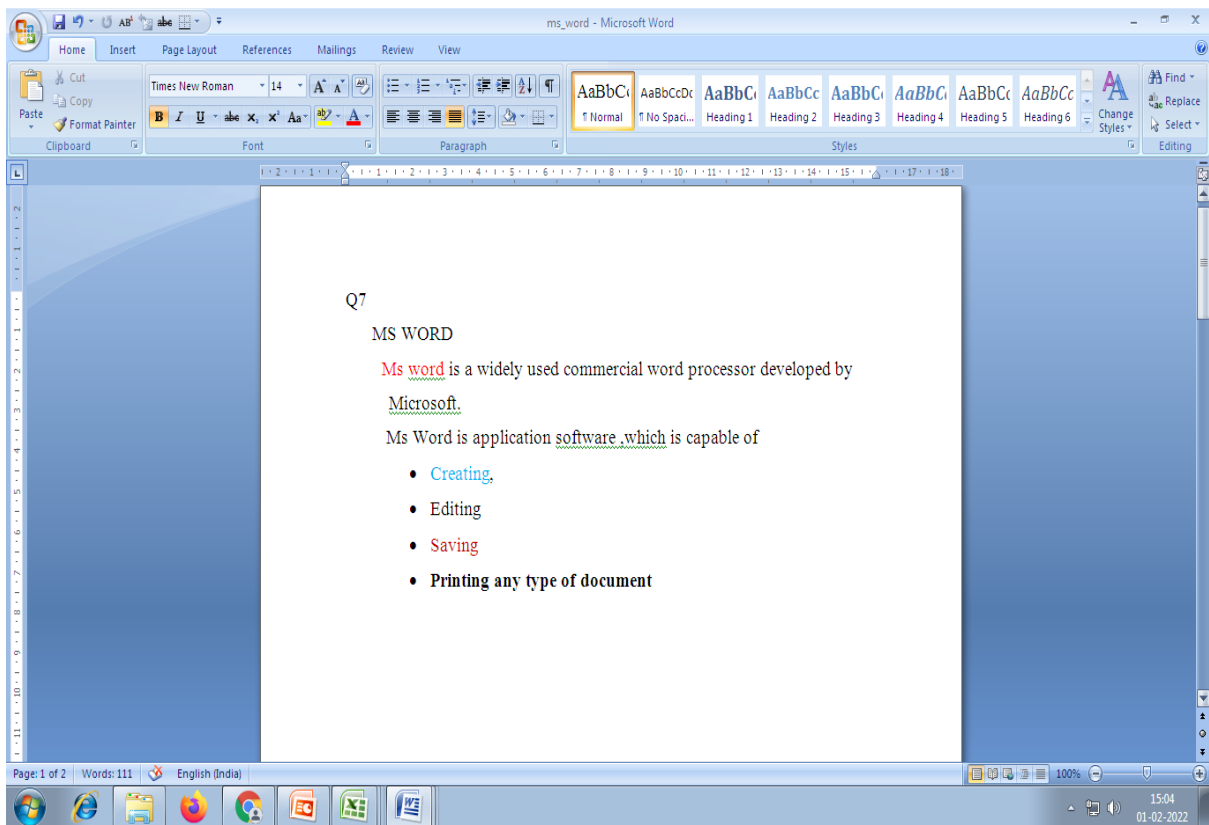 ms_word - Microsoft Word
Home Insert Page Layout References Mailings Review View
Cut
Copy
Format Painter
Paste
Clipboard
Times New Roman 14
Font
Paragraph
AaBbC AaBbCcDc AaBbC AaBbCc AaBbC AaBbC AaBbCc AaBbCc
¶ Normal ¶ No Spaci... Heading 1 Heading 2 Heading 3 Heading 4 Heading 5 Heading 6
Change Styles
Styles
Find
Replace
Select
Editing
Q7
MS WORD
Ms word is a widely used commercial word processor developed by
Microsoft.
Ms Word is application software ,which is capable of
• Creating,
• Editing
• Saving
• Printing any type of document
Page: 1 of 2 Words: 111 English (India) 100%
15:04
01-02-2022